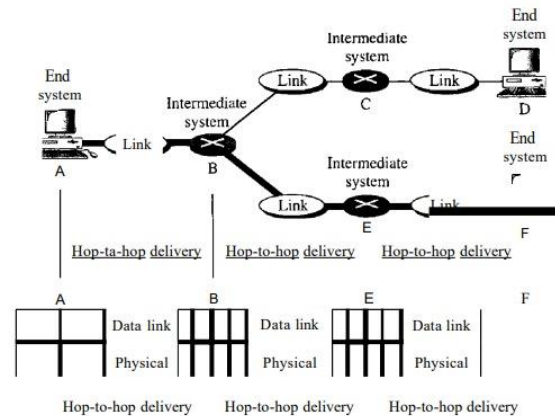 End
system
Intermediate
system
Link
Link
C
D
End
system
Intermediate
system
Link
A
B
End
system
Intermediate
system
Link
Link
E
F
Hop-ta-hop delivery
Hop-to-hop delivery
Hop-to-hop delivery
A
B
E
F
Data link
Data link
Data link
Physical
Physical
Physical
Hop-to-hop delivery
Hop-to-hop delivery
Hop-to-hop delivery